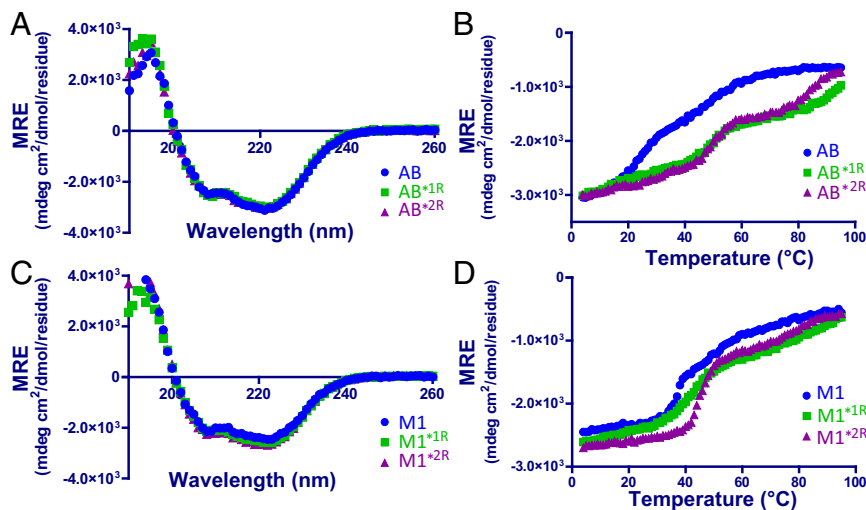 A
MRE
(mdeg cm²/dmol/residue)
4.0×10³
2.0×10³
0
-2.0×10³
-4.0×10³
200
220
240
260
Wavelength (nm)
AB
AB*1R
AB*2R
B
MRE
(mdeg cm²/dmol/residue)
0
-1.0×10³
-2.0×10³
-3.0×10³
0
20
40
60
80
100
Temperature (°C)
AB
AB*1R
AB*2R
C
MRE
(mdeg cm²/dmol/residue)
4.0×10³
2.0×10³
0
-2.0×10³
-4.0×10³
200
220
240
260
Wavelength (nm)
M1
M1*1R
M1*2R
D
MRE
(mdeg cm²/dmol/residue)
0
-1.0×10³
-2.0×10³
-3.0×10³
0
20
40
60
80
100
Temperature (°C)
M1
M1*1R
M1*2R